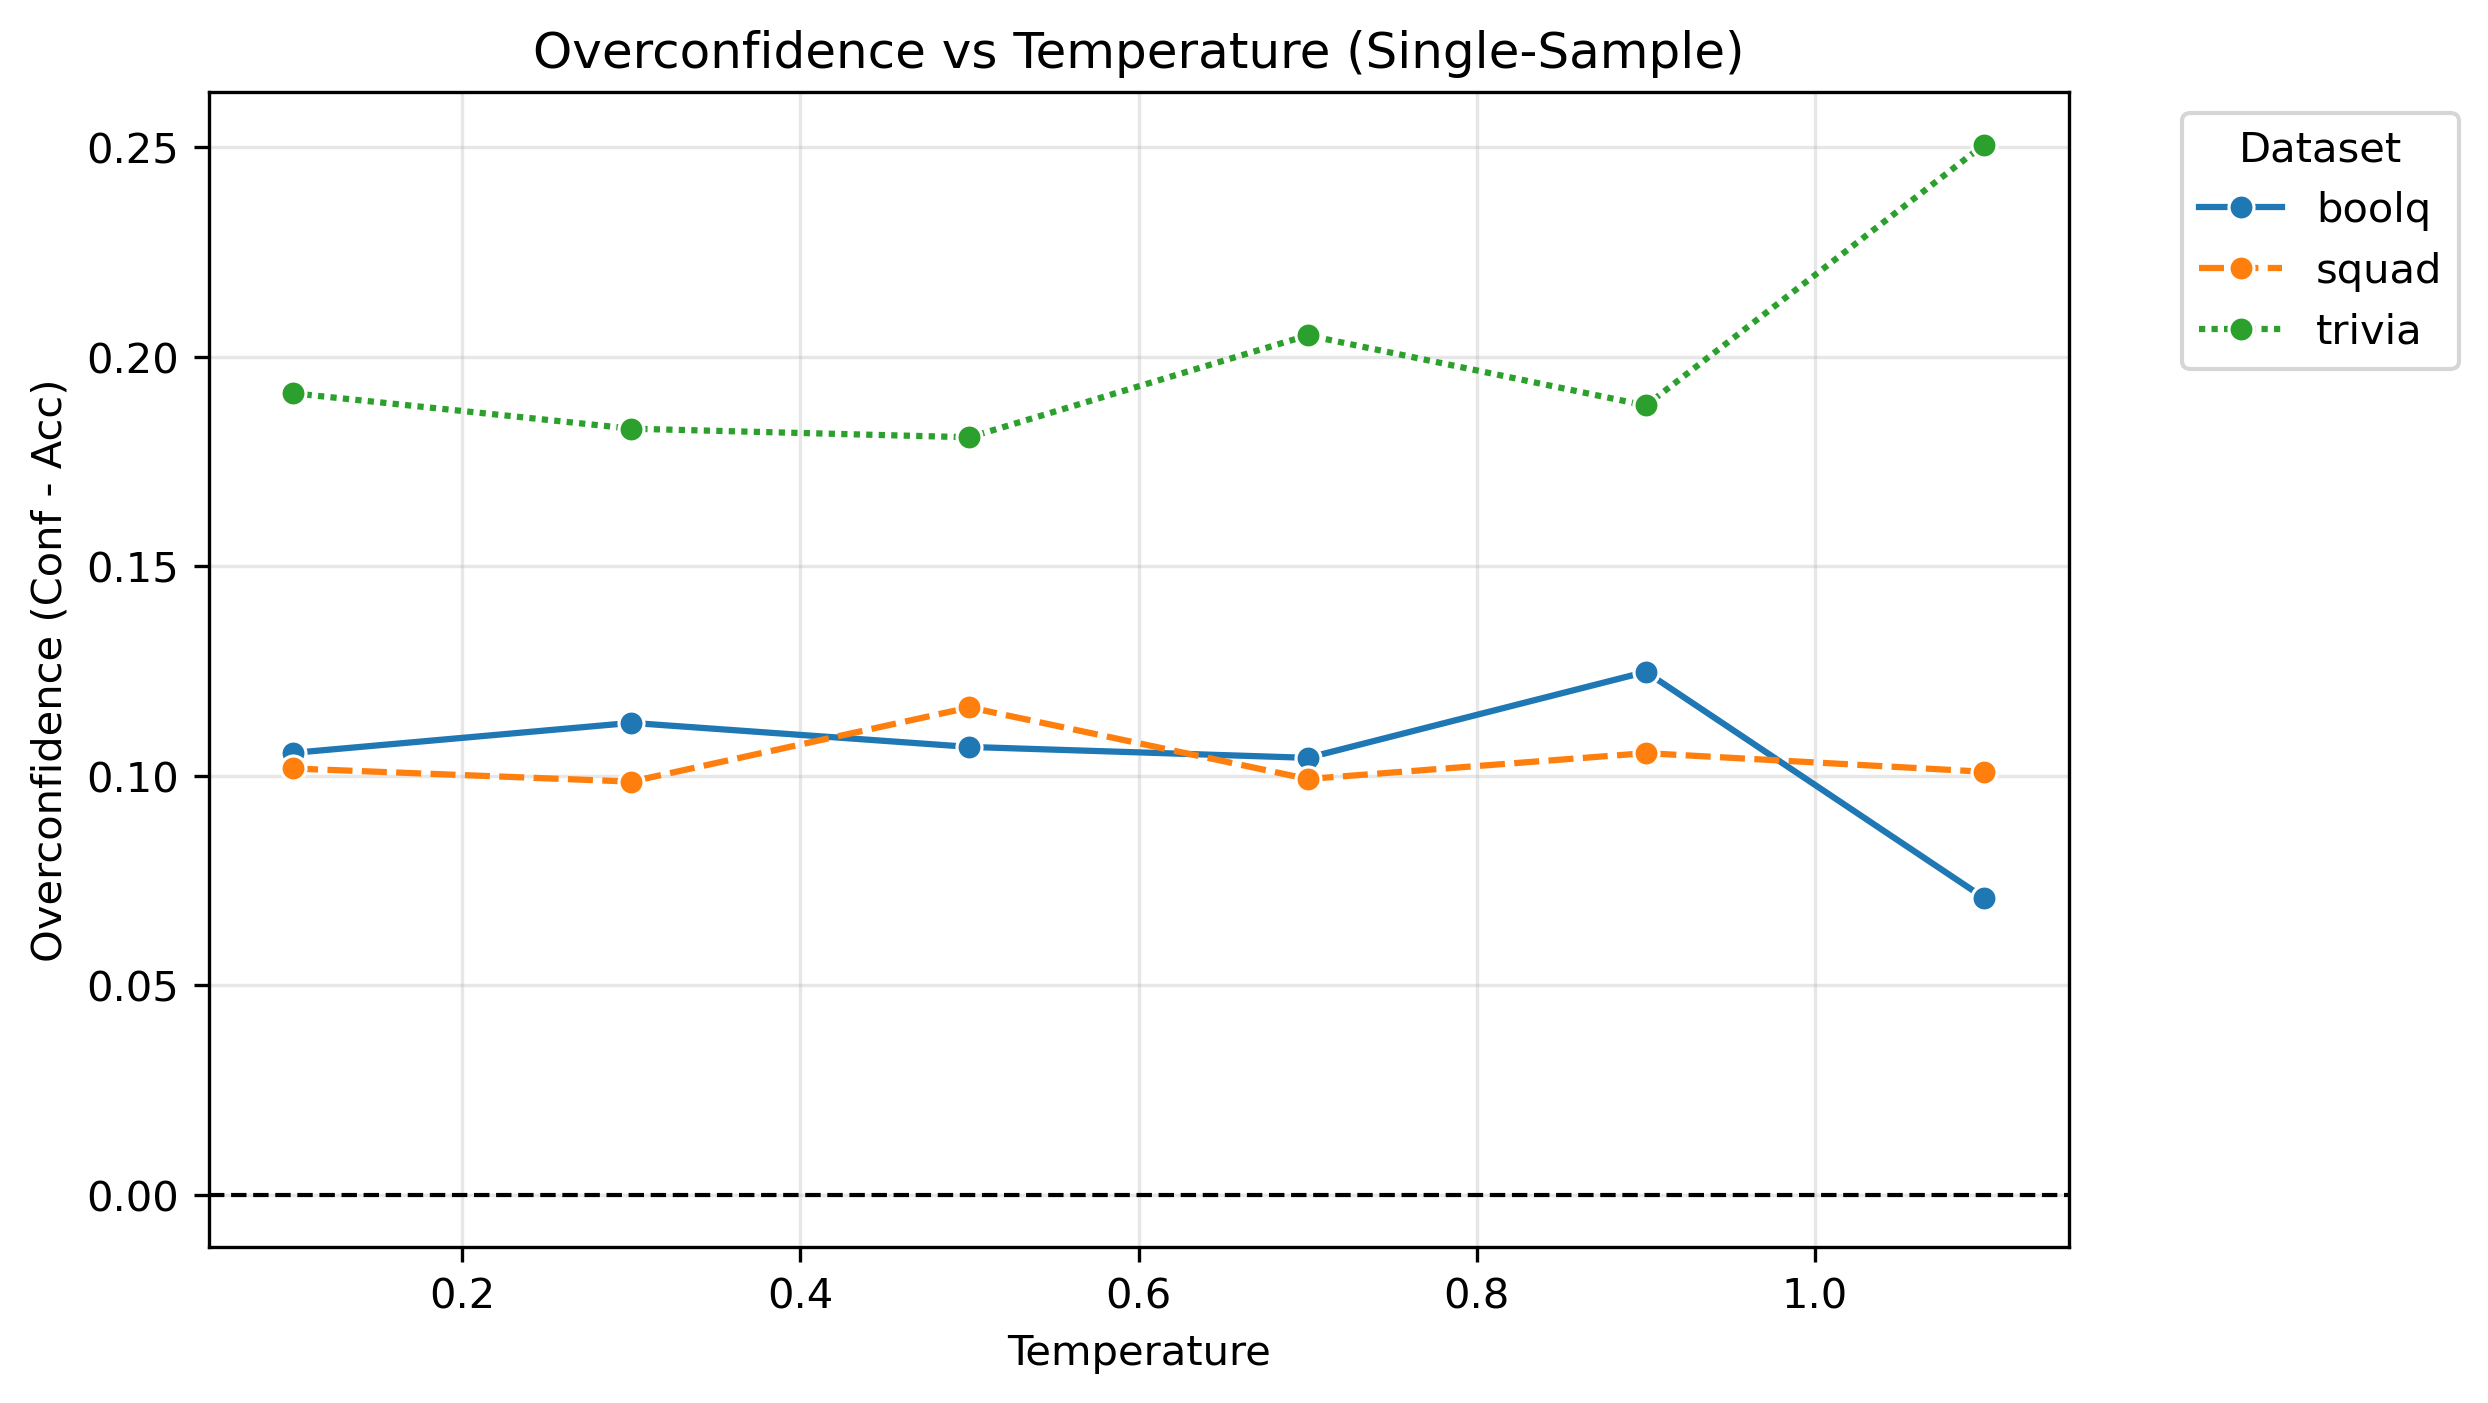 Overconfidence vs Temperature (Single-Sample)
Overconfidence (Conf - Acc)
0.25
0.20
0.15
0.10
0.05
0.00
0.2
0.4
0.6
0.8
1.0
Temperature
Dataset
boolq
squad
trivia